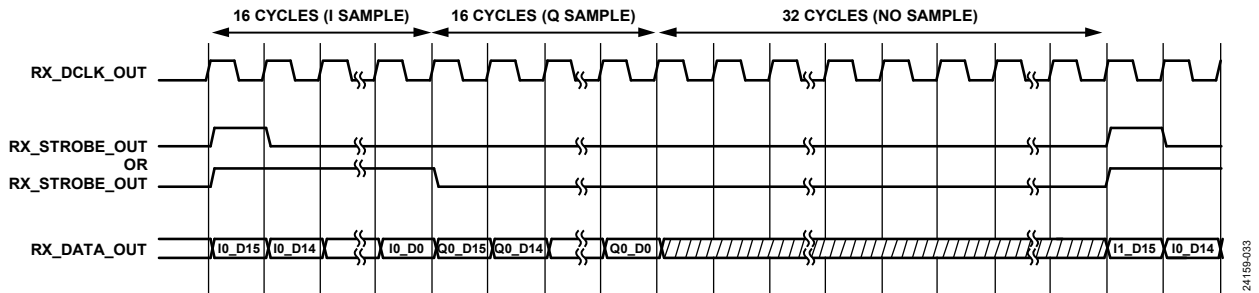 16 CYCLES (I SAMPLE) 16 CYCLES (Q SAMPLE) 32 CYCLES (NO SAMPLE)
RX_DCLK_OUT
RX_STROBE_OUT
OR
RX_STROBE_OUT
RX_DATA_OUT I0_D15 I0_D14 I0_D0 Q0_D15 Q0_D14 Q0_D0 I1_D15 I0_D14
24159-033